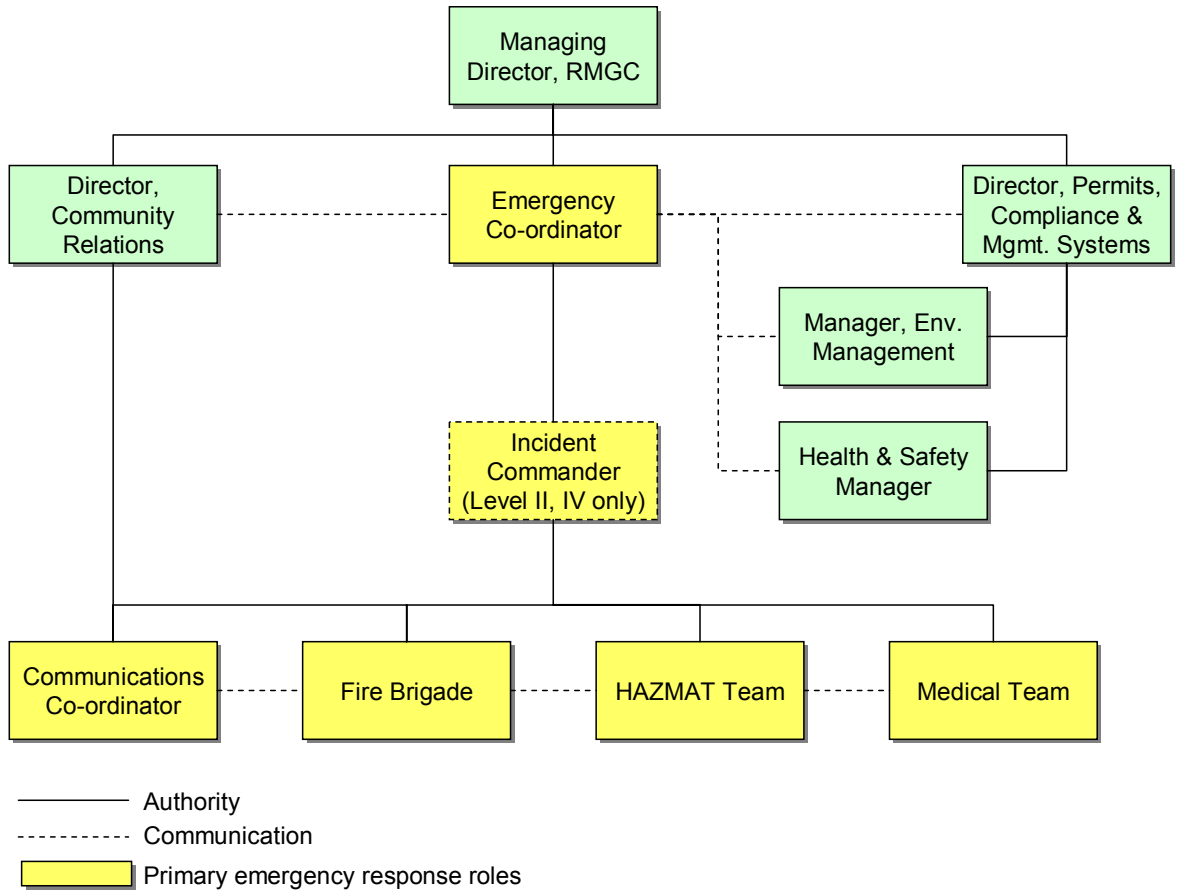 Managing
Director, RMGC
Director,
Community
Relations
Emergency
Co-ordinator
Director, Permits,
Compliance &
Mgmt. Systems
Manager, Env.
Management
Incident
Commander
(Level II, IV only)
Health & Safety
Manager
Communications
Co-ordinator
Fire Brigade
HAZMAT Team
Medical Team
Authority
Communication
Primary emergency response roles